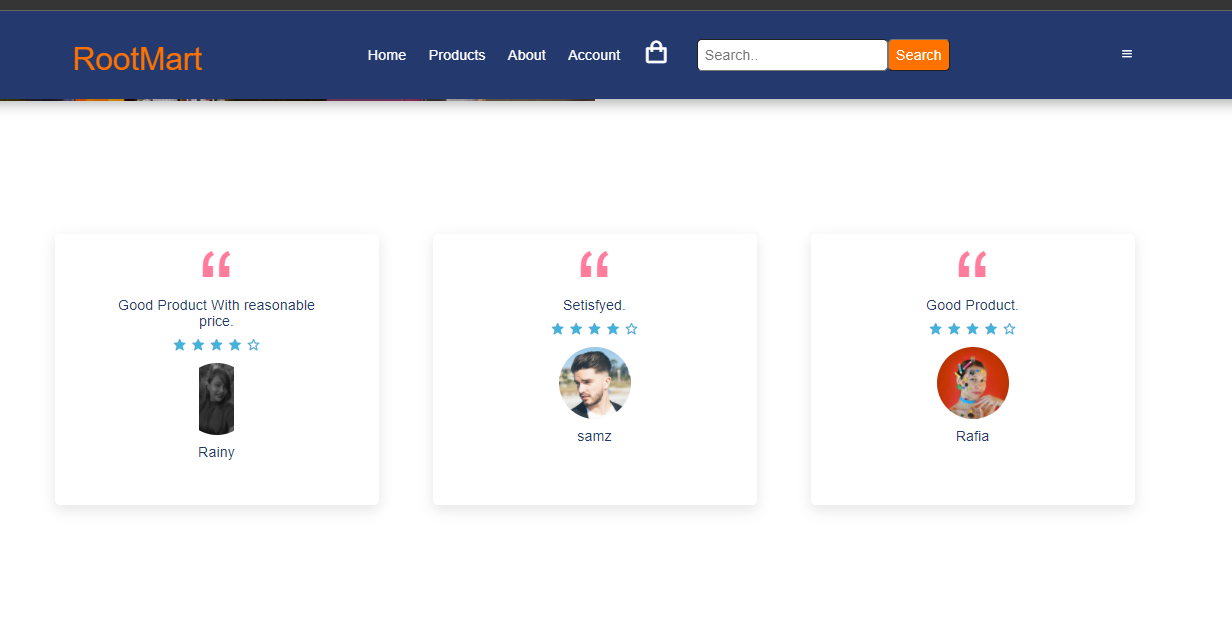 RootMart
Home Products About Account Search.. Search
“
Good Product With reasonable
price.
Rainy
“
Setisfyed.
samz
“
Good Product.
Rafia